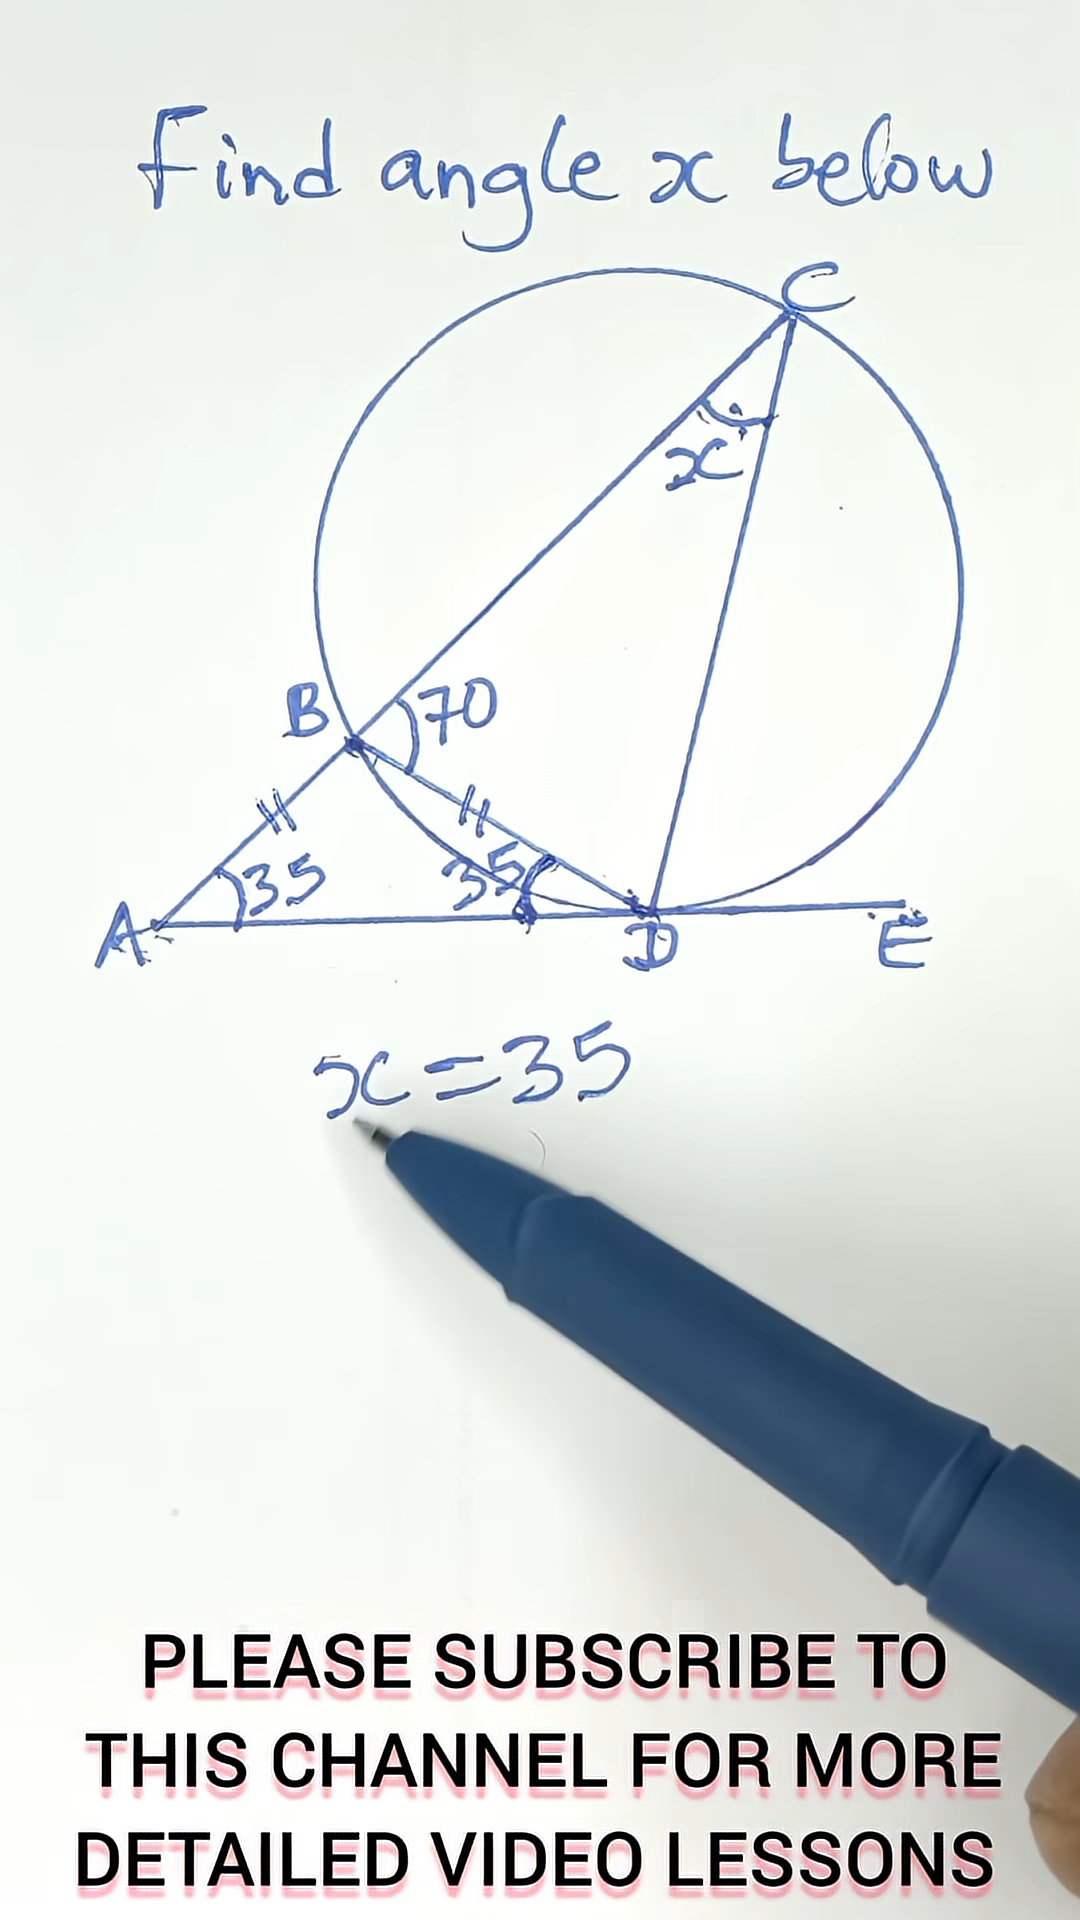 Find angle x below
C
x
B
70
35
35
A
D
E
x = 35
PLEASE SUBSCRIBE TO
THIS CHANNEL FOR MORE
DETAILED VIDEO LESSONS